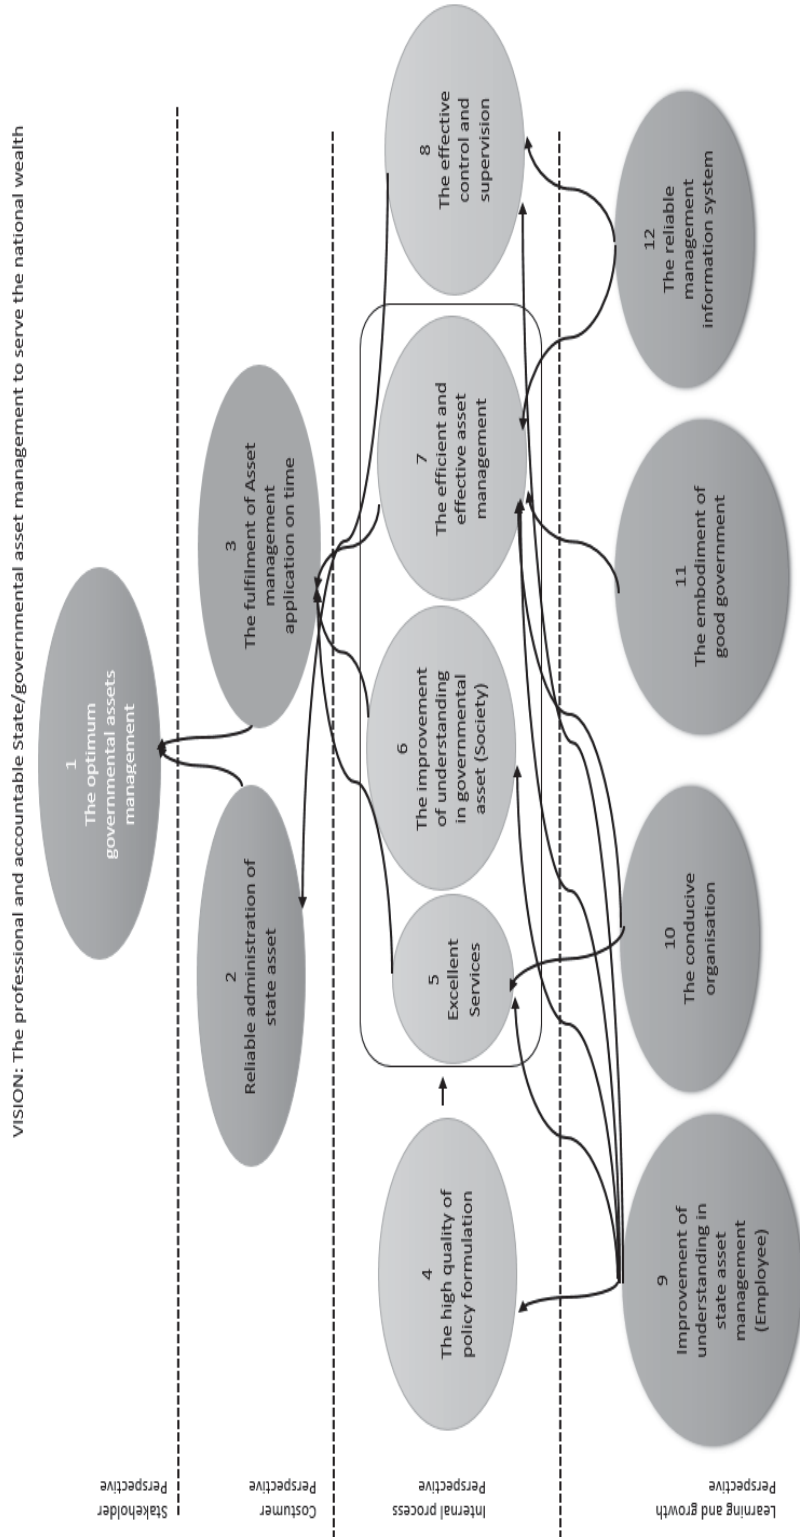 VISION: The professional and accountable State/governmental asset management to serve the national wealth
Stakeholder
Perspective
1
The optimum
governmental assets
management
Costumer
Perspective
2
Reliable administration of
state asset
3
The fulfilment of Asset
management
application on time
Internal process
Perspective
4
The high quality of
policy formulation
5
Excellent
Services
6
The improvement
of understanding
in governmental
asset (Society)
7
The efficient and
effective asset
management
8
The effective
control and
supervision
Learning and growth
Perspective
9
Improvement of
understanding in
state asset
management
(Employee)
10
The conducive
organisation
11
The embodiment of
good government
12
The reliable
management
information system